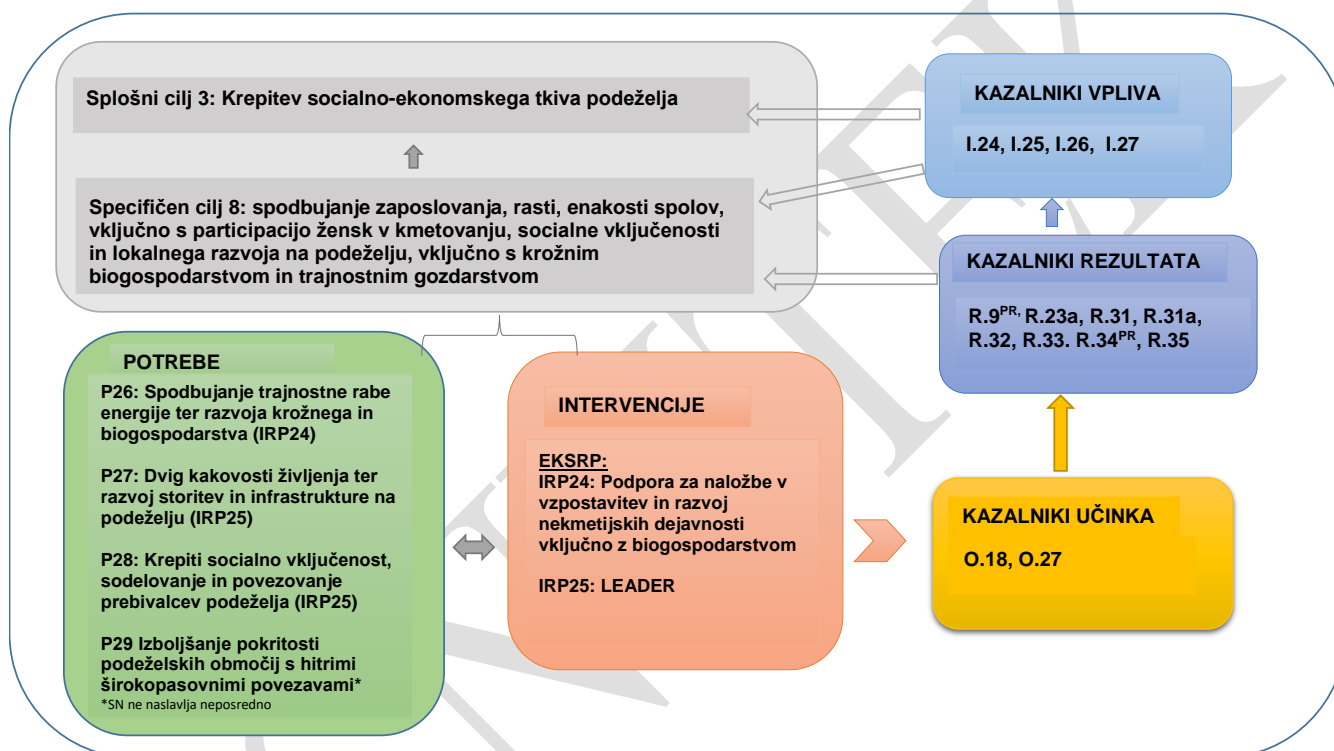 Splošni cilj 3: Krepitev socialno-ekonomskega tkiva podeželja
Specifičen cilj 8: spodbujanje zaposlovanja, rasti, enakosti spolov,
vključno s participacijo žensk v kmetovanju, socialne vključenosti
in lokalnega razvoja na podeželju, vključno s krožnim
biogospodarstvom in trajnostnim gozdarstvom
KAZALNIKI VPLIVA
I.24, I.25, I.26, I.27
KAZALNIKI REZULTATA
R.9PR, R.23a, R.31, R.31a,
R.32, R.33. R.34PR, R.35
POTREBE
P26: Spodbujanje trajnostne rabe
energije ter razvoja krožnega in
biogospodarstva (IRP24)
P27: Dvig kakovosti življenja ter
razvoj storitev in infrastrukture na
podeželju (IRP25)
P28: Krepiti socialno vključenost,
sodelovanje in povezovanje
prebivalcev podeželja (IRP25)
P29 Izboljšanje pokritosti
podeželskih območij s hitrimi
širokopasovnimi povezavami*
*SN ne naslavlja neposredno
INTERVENCIJE
EKSRP:
IRP24: Podpora za naložbe v
vzpostavitev in razvoj
nekmetijskih dejavnosti
vključno z biogospodarstvom
IRP25: LEADER
KAZALNIKI UČINKA
O.18, O.27